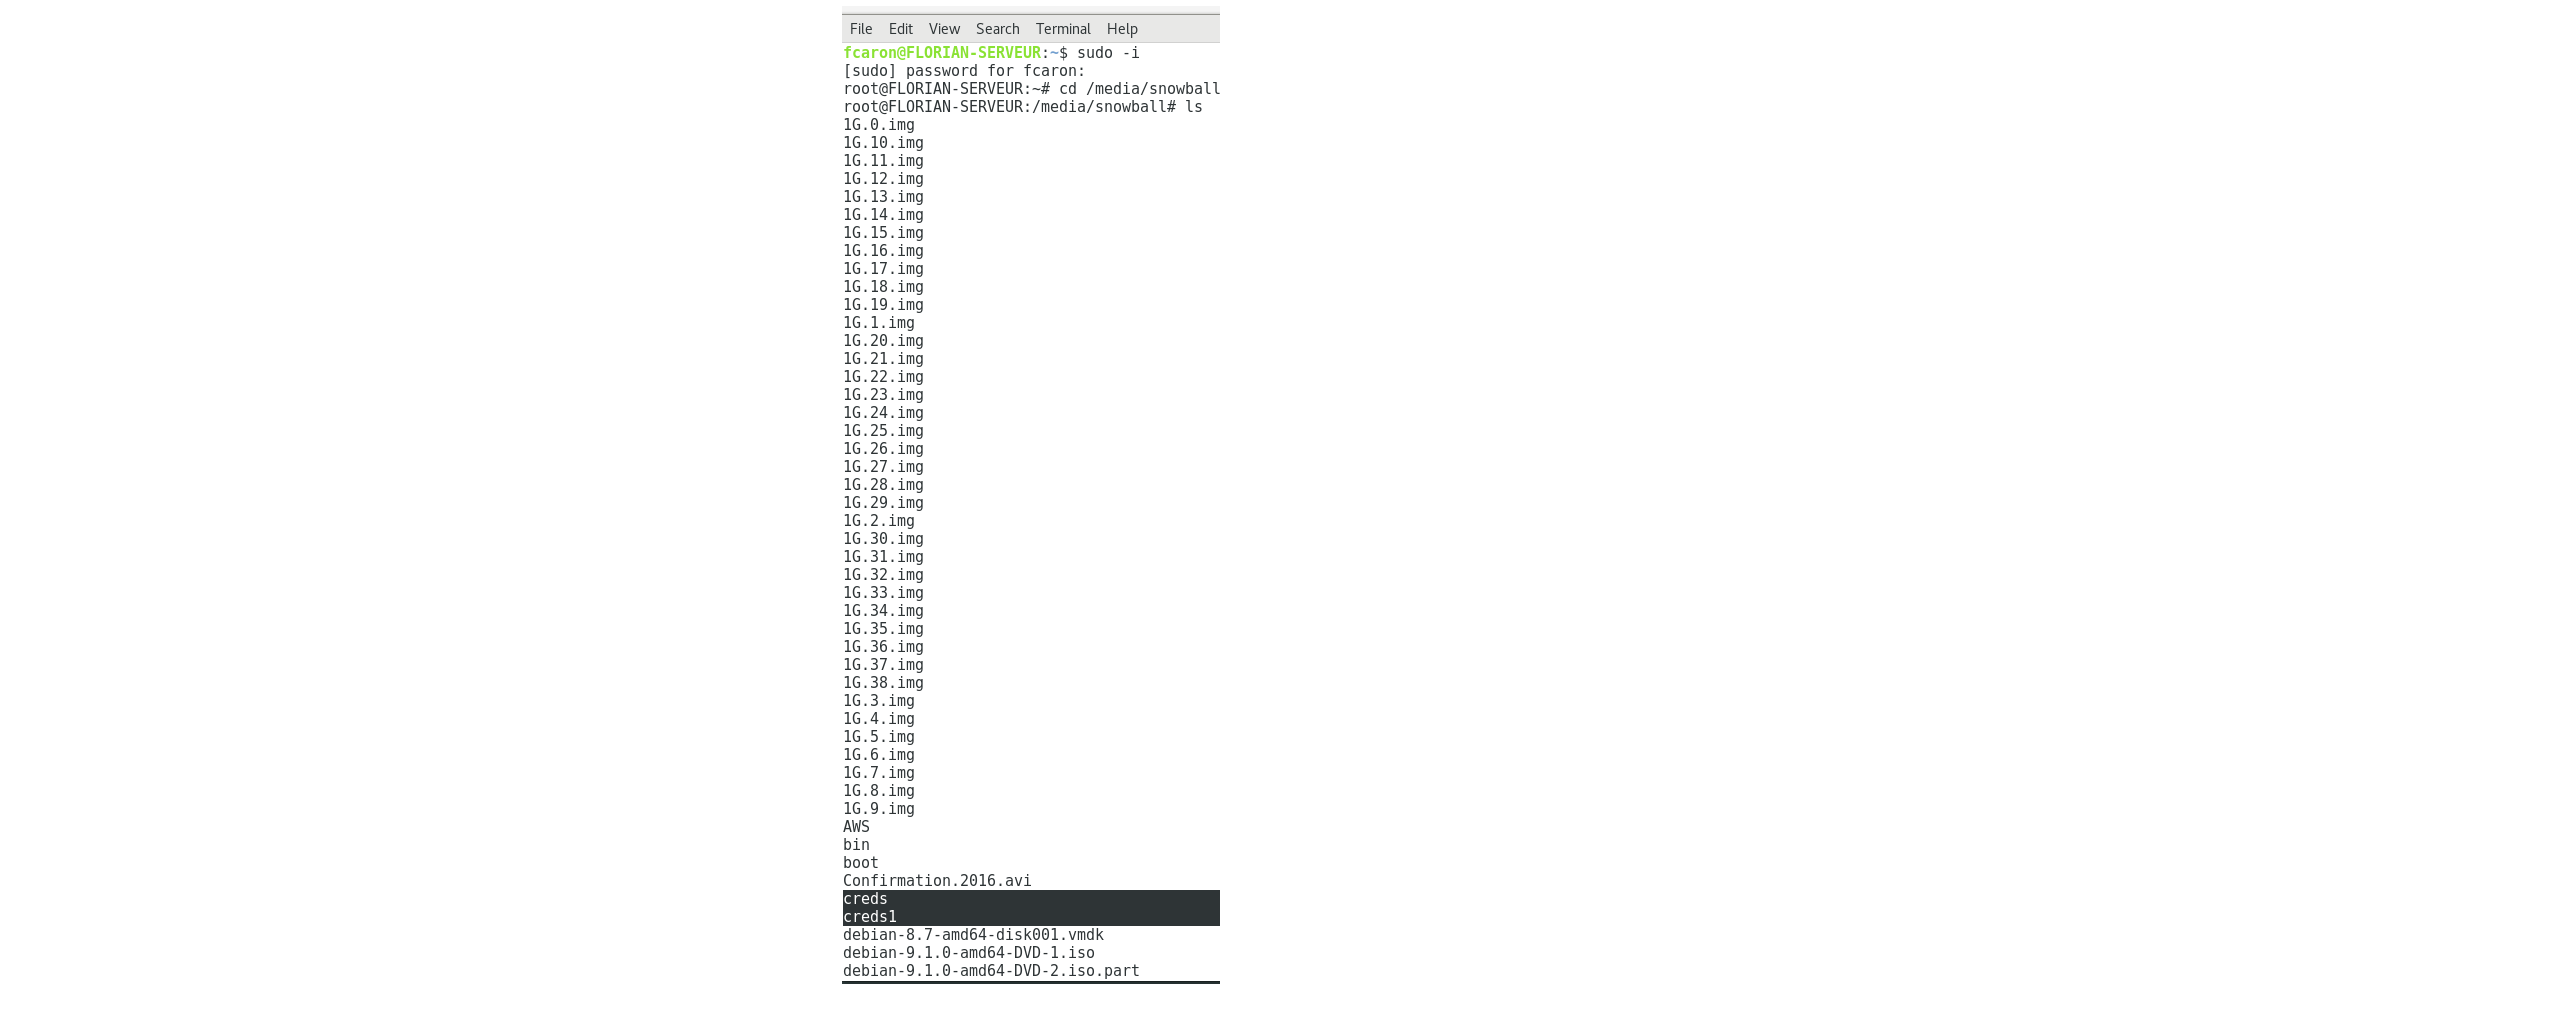 File Edit View Search Terminal Help
fcaron@FLORIAN-SERVEUR:~$ sudo -i
[sudo] password for fcaron:
root@FLORIAN-SERVEUR:~# cd /media/snowball
root@FLORIAN-SERVEUR:/media/snowball# ls
1G.0.img
1G.10.img
1G.11.img
1G.12.img
1G.13.img
1G.14.img
1G.15.img
1G.16.img
1G.17.img
1G.18.img
1G.19.img
1G.1.img
1G.20.img
1G.21.img
1G.22.img
1G.23.img
1G.24.img
1G.25.img
1G.26.img
1G.27.img
1G.28.img
1G.29.img
1G.2.img
1G.30.img
1G.31.img
1G.32.img
1G.33.img
1G.34.img
1G.35.img
1G.36.img
1G.37.img
1G.38.img
1G.3.img
1G.4.img
1G.5.img
1G.6.img
1G.7.img
1G.8.img
1G.9.img
AWS
bin
boot
Confirmation.2016.avi
creds
creds1
debian-8.7-amd64-disk001.vmdk
debian-9.1.0-amd64-DVD-1.iso
debian-9.1.0-amd64-DVD-2.iso.part